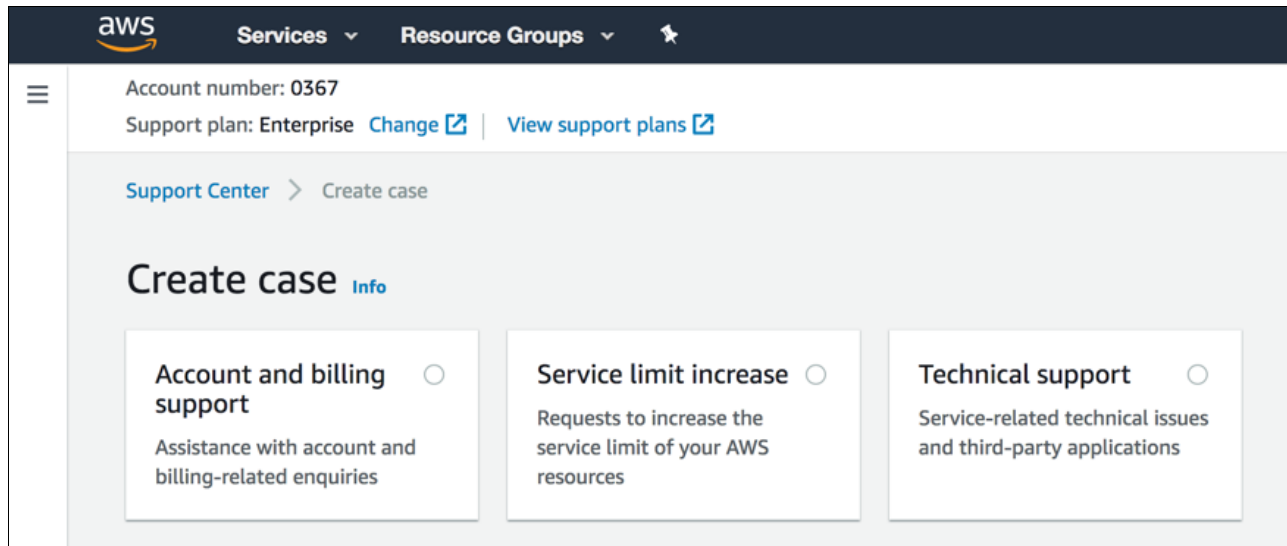 aws Services Resource Groups
Account number: 0367
Support plan: Enterprise Change View support plans
Support Center > Create case
Create case Info
Account and billing
support
Assistance with account and
billing-related enquiries
Service limit increase
Requests to increase the
service limit of your AWS
resources
Technical support
Service-related technical issues
and third-party applications